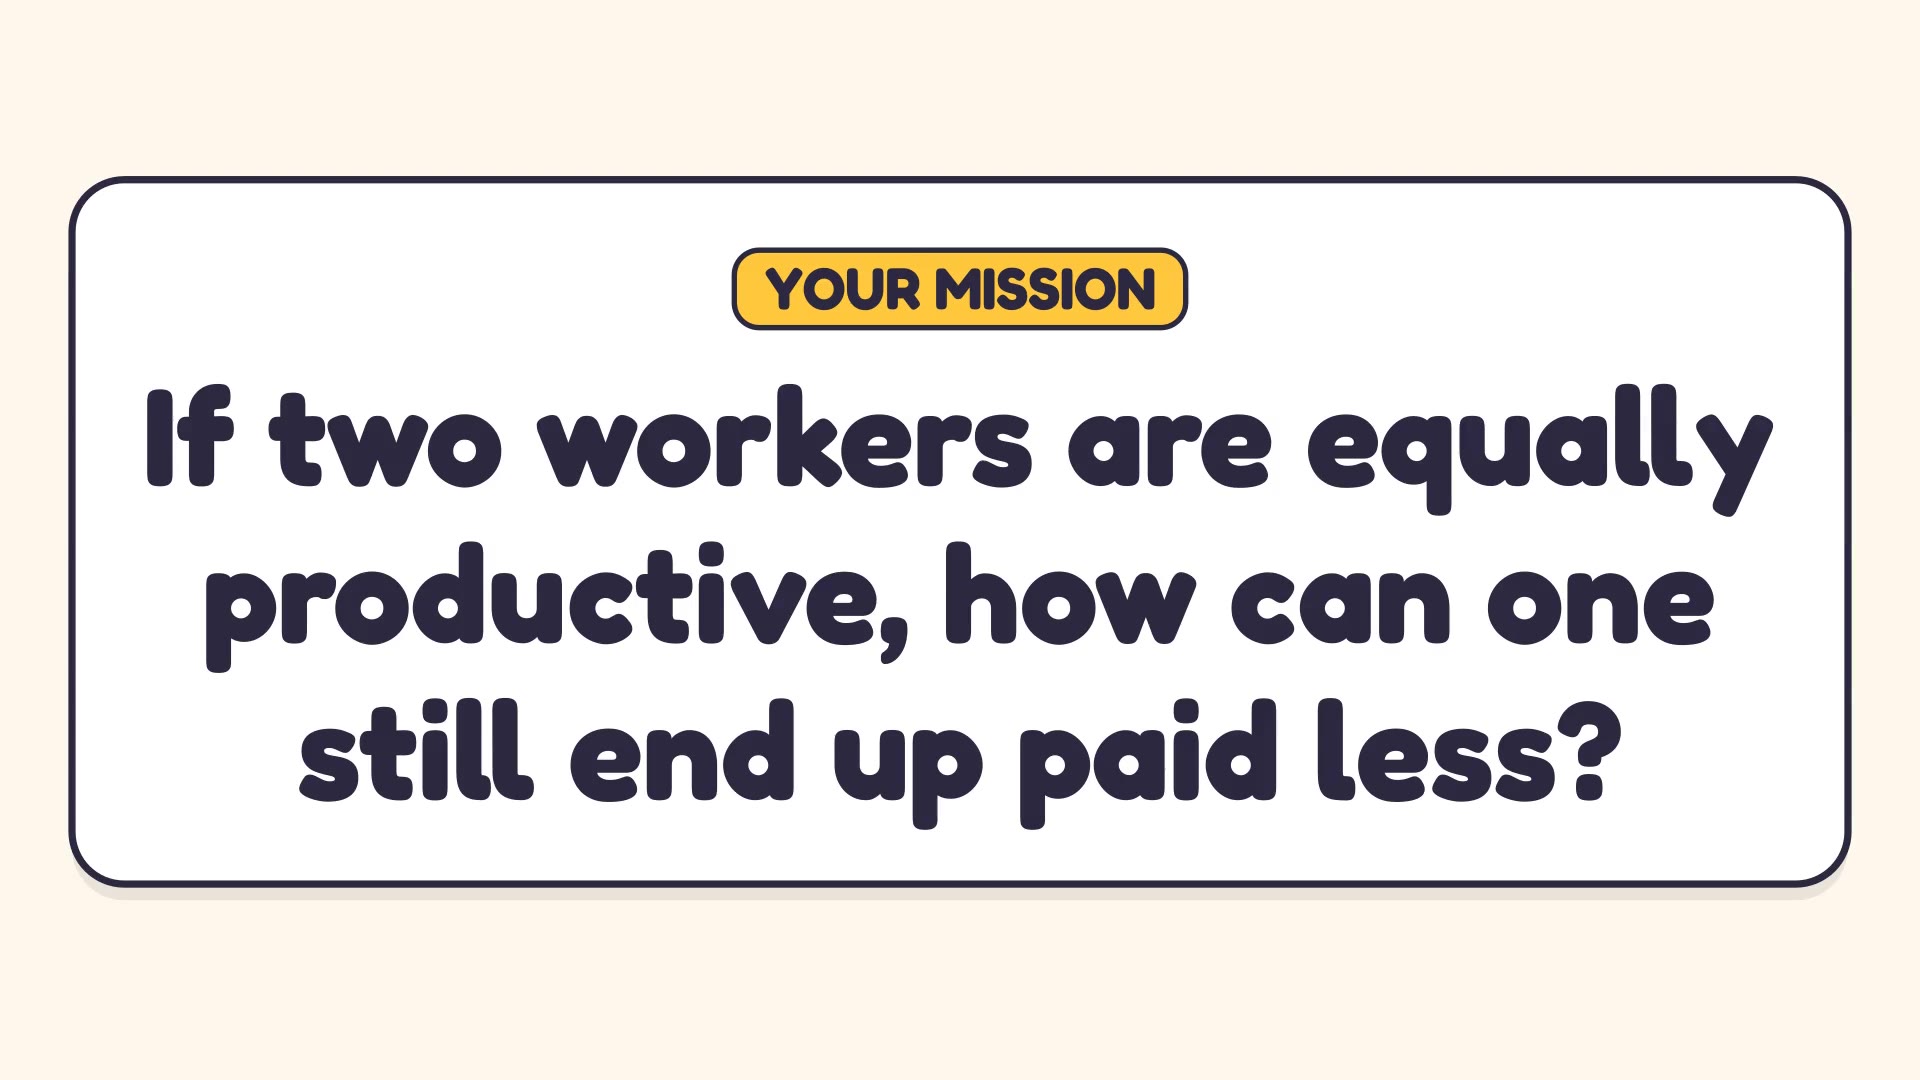 YOUR MISSION
If two workers are equally
productive, how can one
still end up paid less?